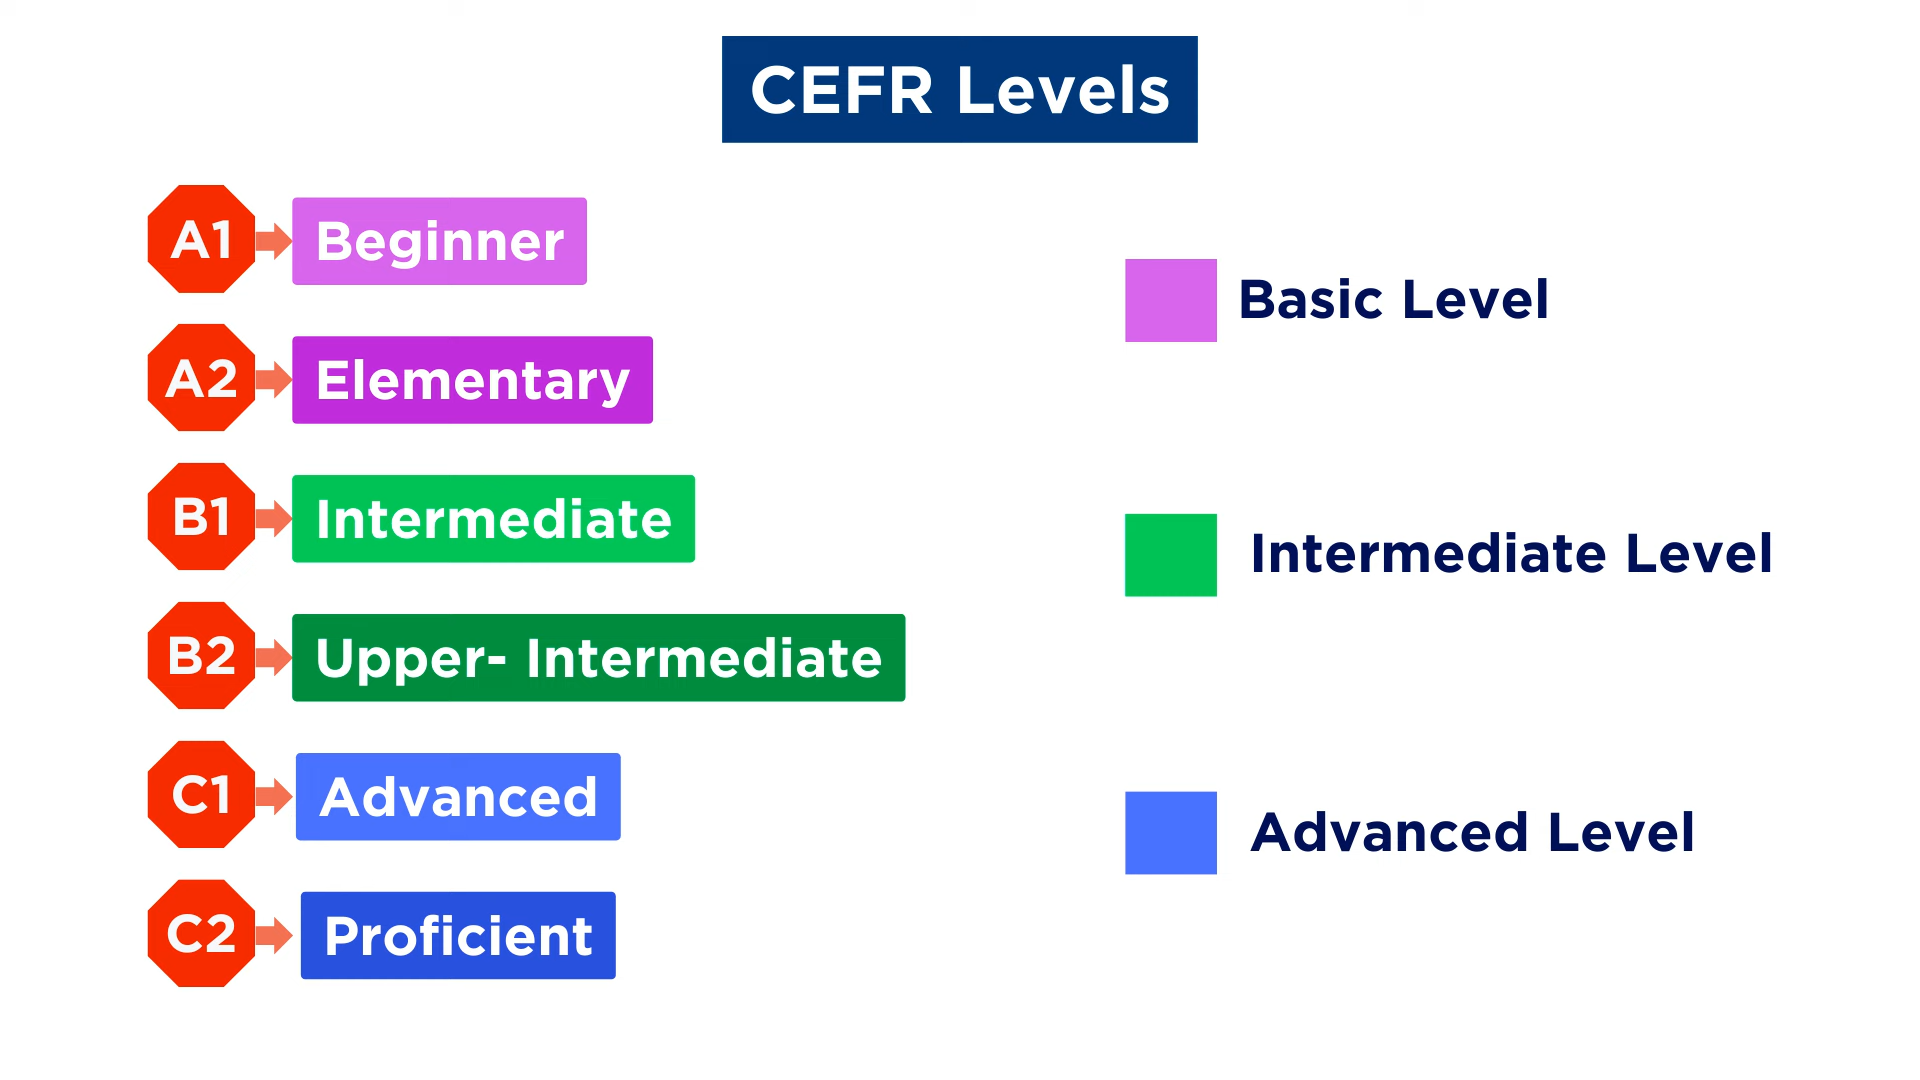 CEFR Levels
A1 Beginner
A2 Elementary
B1 Intermediate
B2 Upper- Intermediate
C1 Advanced
C2 Proficient
Basic Level
Intermediate Level
Advanced Level